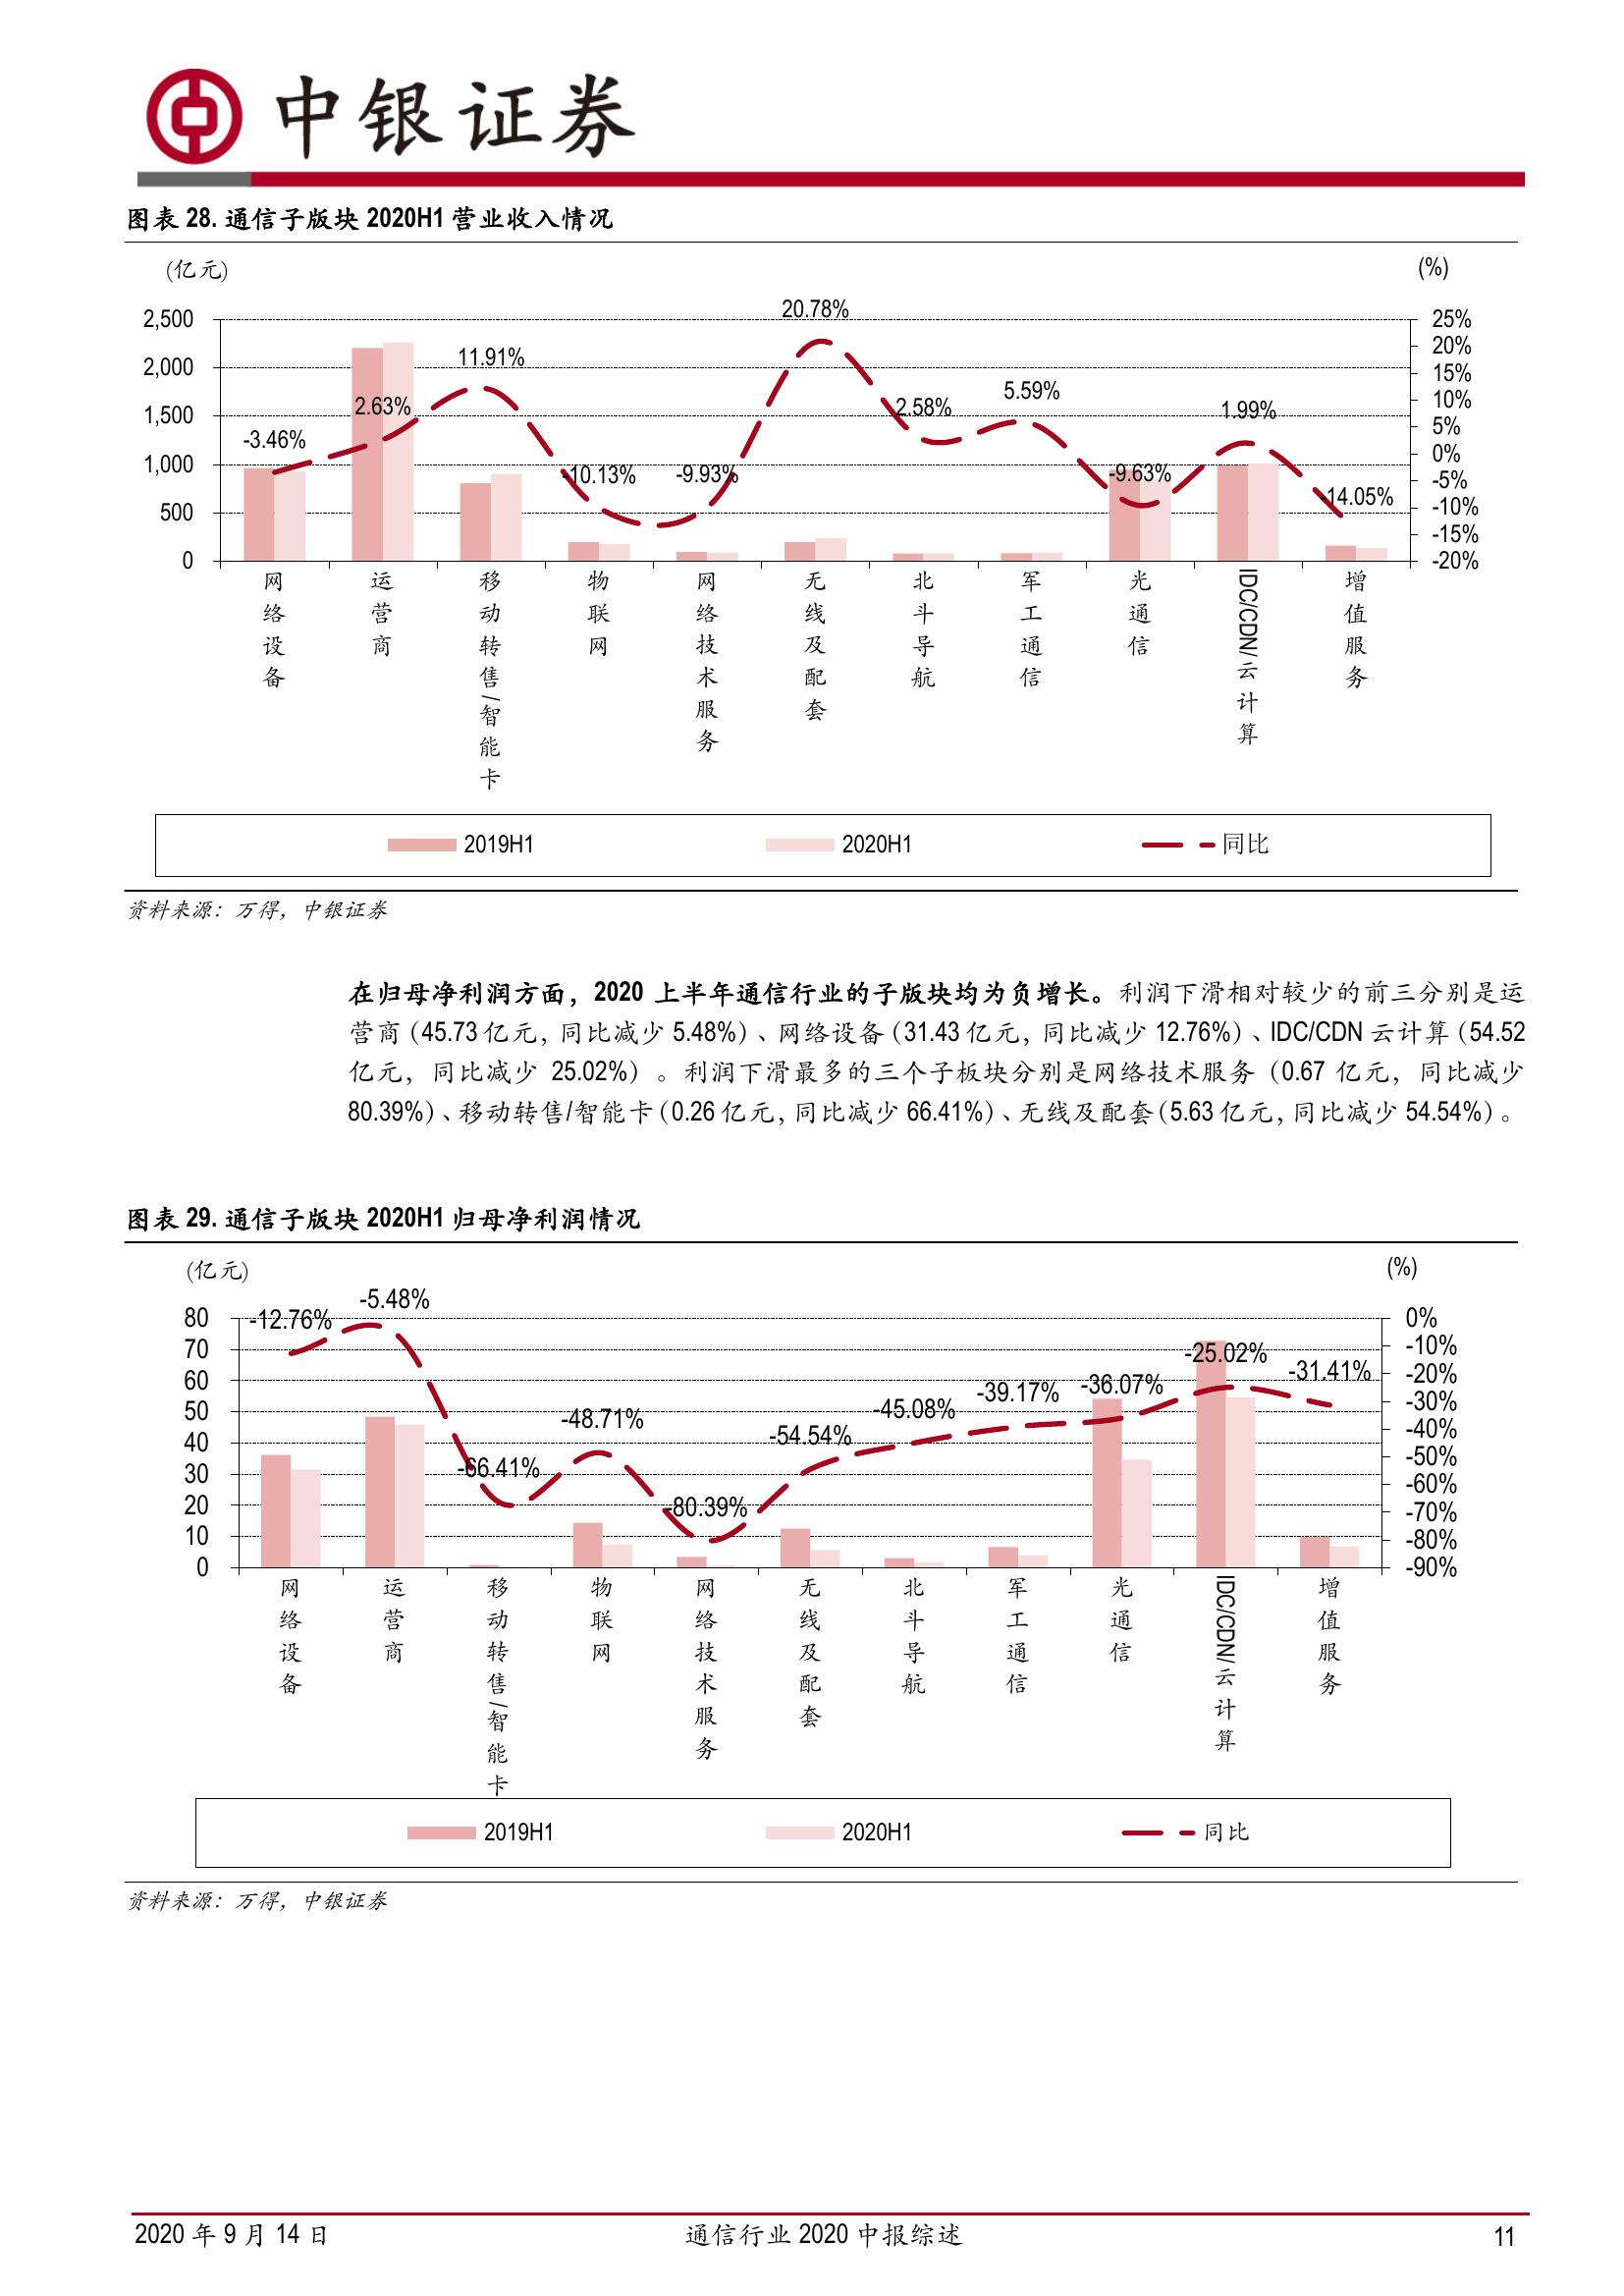 中银证券
图表 28. 通信子版块 2020H1 营业收入情况
(亿元)
(%)
20.78%
2,500
25%
20%
11.91%
2,000
15%
5.59%
10%
2.63%
2.58%
1.99%
1,500
5%
-3.46%
0%
1,000
-10.13%
-9.93%
-9.63%
-5%
-14.05%
500
-10%
-15%
0
-20%
网络设备
运营商
移动转售/智能卡
物联网
网络技术服务
无线及配套
北斗导航
军工通信
光通信
IDC/CDN/云计算
增值服务
2019H1
2020H1
同比
资料来源：万得，中银证券
在归母净利润方面，2020 上半年通信行业的子版块均为负增长。利润下滑相对较少的前三分别是运
营商（45.73 亿元，同比减少 5.48%）、网络设备（31.43 亿元，同比减少 12.76%）、IDC/CDN 云计算（54.52
亿元，同比减少 25.02%）。利润下滑最多的三个子板块分别是网络技术服务（0.67 亿元，同比减少
80.39%）、移动转售/智能卡（0.26 亿元，同比减少 66.41%）、无线及配套（5.63 亿元，同比减少 54.54%）。
图表 29. 通信子版块 2020H1 归母净利润情况
(亿元)
(%)
-5.48%
80
-12.76%
0%
70
-10%
-25.02%
60
-31.41%
-20%
-39.17%
-36.07%
50
-45.08%
-30%
-48.71%
40
-54.54%
-40%
-50%
30
-66.41%
-60%
20
-80.39%
-70%
10
-80%
0
-90%
网络设备
运营商
移动转售/智能卡
物联网
网络技术服务
无线及配套
北斗导航
军工通信
光通信
IDC/CDN/云计算
增值服务
2019H1
2020H1
同比
资料来源：万得，中银证券
2020 年 9 月 14 日
通信行业 2020 中报综述
11